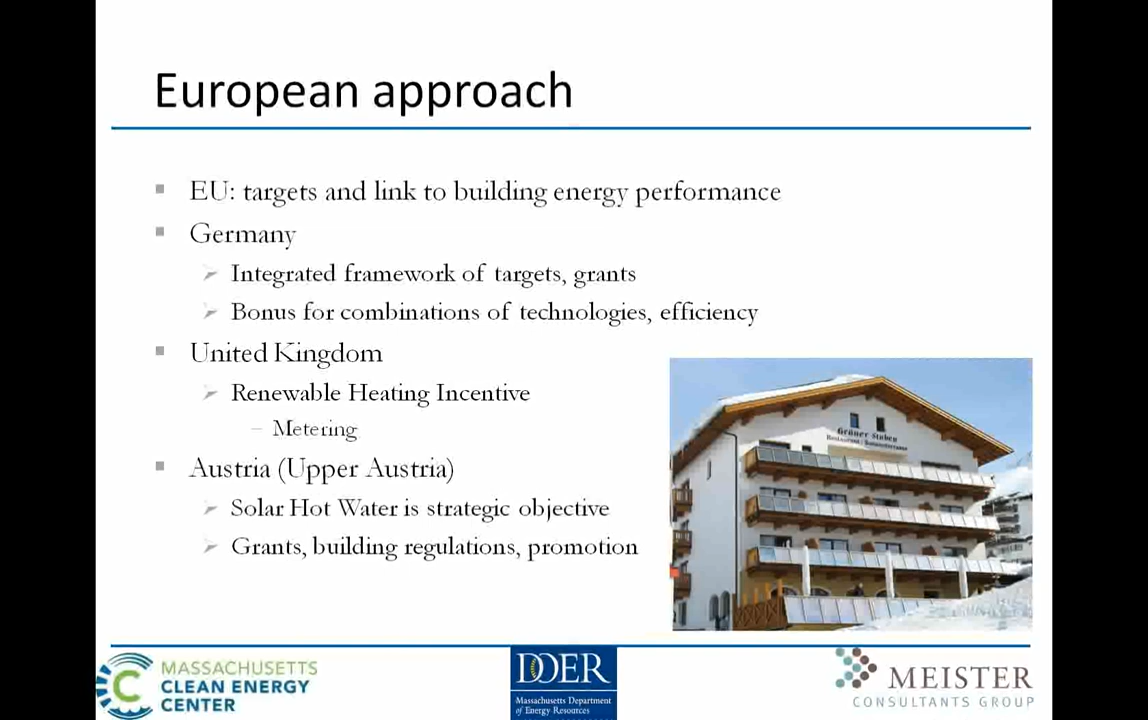 European approach
EU: targets and link to building energy performance
Germany
Integrated framework of targets, grants
Bonus for combinations of technologies, efficiency
United Kingdom
Renewable Heating Incentive
– Metering
Austria (Upper Austria)
Solar Hot Water is strategic objective
Grants, building regulations, promotion
Grüner Stuben
MASSACHUSETTS
CLEAN ENERGY
CENTER
DOER
Massachusetts Department
of Energy Resources
MEISTER
CONSULTANTS GROUP